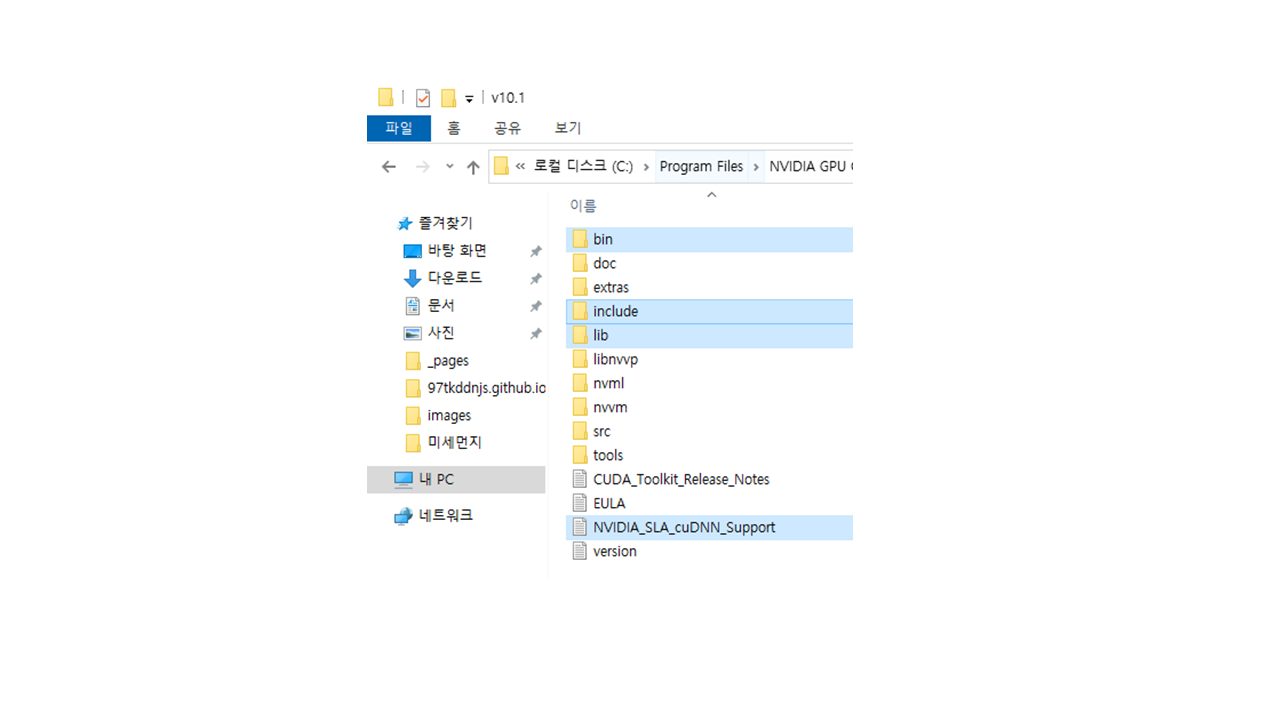 v10.1
파일 홈 공유 보기
« 로컬 디스크 (C:) › Program Files › NVIDIA GPU
이름
즐겨찾기
바탕 화면
다운로드
문서
사진
_pages
97tkddnjs.github.io
images
미세먼지
내 PC
네트워크
bin
doc
extras
include
lib
libnvvp
nvml
nvvm
src
tools
CUDA_Toolkit_Release_Notes
EULA
NVIDIA_SLA_cuDNN_Support
version